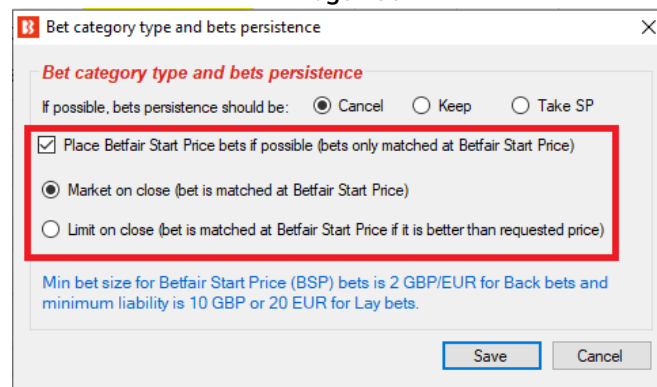 Bet category type and bets persistence
Bet category type and bets persistence
If possible, bets persistence should be: Cancel Keep Take SP
Place Betfair Start Price bets if possible (bets only matched at Betfair Start Price)
Market on close (bet is matched at Betfair Start Price)
Limit on close (bet is matched at Betfair Start Price if it is better than requested price)
Min bet size for Betfair Start Price (BSP) bets is 2 GBP/EUR for Back bets and
minimum liability is 10 GBP or 20 EUR for Lay bets.
Save Cancel